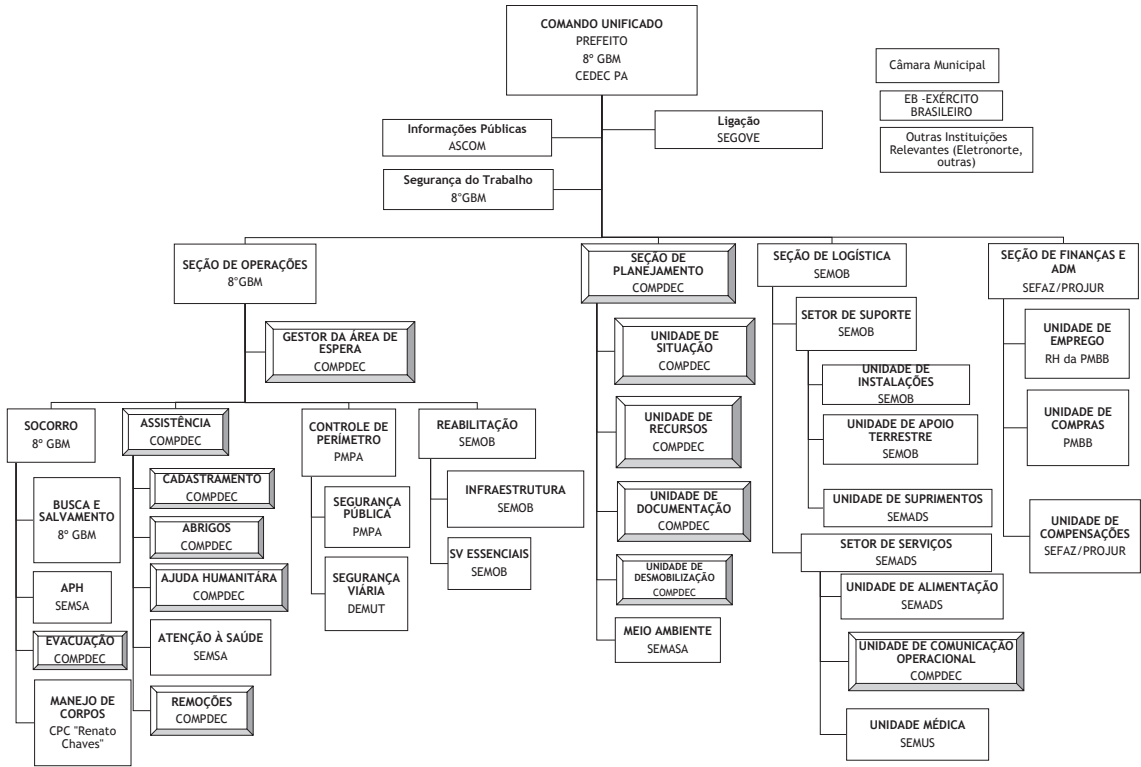 COMANDO UNIFICADO
PREFEITO
8º GBM
CEDEC PA
Câmara Municipal
EB -EXÉRCITO
BRASILEIRO
Outras Instituições
Relevantes (Eletronorte,
outras)
Informações Públicas
ASCOM
Ligação
SEGOVE
Segurança do Trabalho
8°GBM
SEÇÃO DE OPERAÇÕES
8°GBM
GESTOR DA ÁREA DE
ESPERA
COMPDEC
SOCORRO
8º GBM
BUSCA E
SALVAMENTO
8º GBM
APH
SEMSA
EVACUAÇÃO
COMPDEC
MANEJO DE
CORPOS
CPC "Renato
Chaves"
ASSISTÊNCIA
COMPDEC
CADASTRAMENTO
COMPDEC
ABRIGOS
COMPDEC
AJUDA HUMANITÁRA
COMPDEC
ATENÇÃO À SAÚDE
SEMSA
REMOÇÕES
COMPDEC
CONTROLE DE
PERÍMETRO
PMPA
SEGURANÇA
PÚBLICA
PMPA
SEGURANÇA
VIÁRIA
DEMUT
REABILITAÇÃO
SEMOB
INFRAESTRUTURA
SEMOB
SV ESSENCIAIS
SEMOB
SEÇÃO DE
PLANEJAMENTO
COMPDEC
UNIDADE DE
SITUAÇÃO
COMPDEC
UNIDADE DE
RECURSOS
COMPDEC
UNIDADE DE
DOCUMENTAÇÃO
COMPDEC
UNIDADE DE
DESMOBILIZAÇÃO
COMPDEC
MEIO AMBIENTE
SEMASA
SEÇÃO DE LOGÍSTICA
SEMOB
SETOR DE SUPORTE
SEMOB
UNIDADE DE
INSTALAÇÕES
SEMOB
UNIDADE DE APOIO
TERRESTRE
SEMOB
UNIDADE DE SUPRIMENTOS
SEMADS
SETOR DE SERVIÇOS
SEMADS
UNIDADE DE ALIMENTAÇÃO
SEMADS
UNIDADE DE COMUNICAÇÃO
OPERACIONAL
COMPDEC
UNIDADE MÉDICA
SEMUS
SEÇÃO DE FINANÇAS E
ADM
SEFAZ/PROJUR
UNIDADE DE
EMPREGO
RH da PMBB
UNIDADE DE
COMPRAS
PMBB
UNIDADE DE
COMPENSAÇÕES
SEFAZ/PROJUR